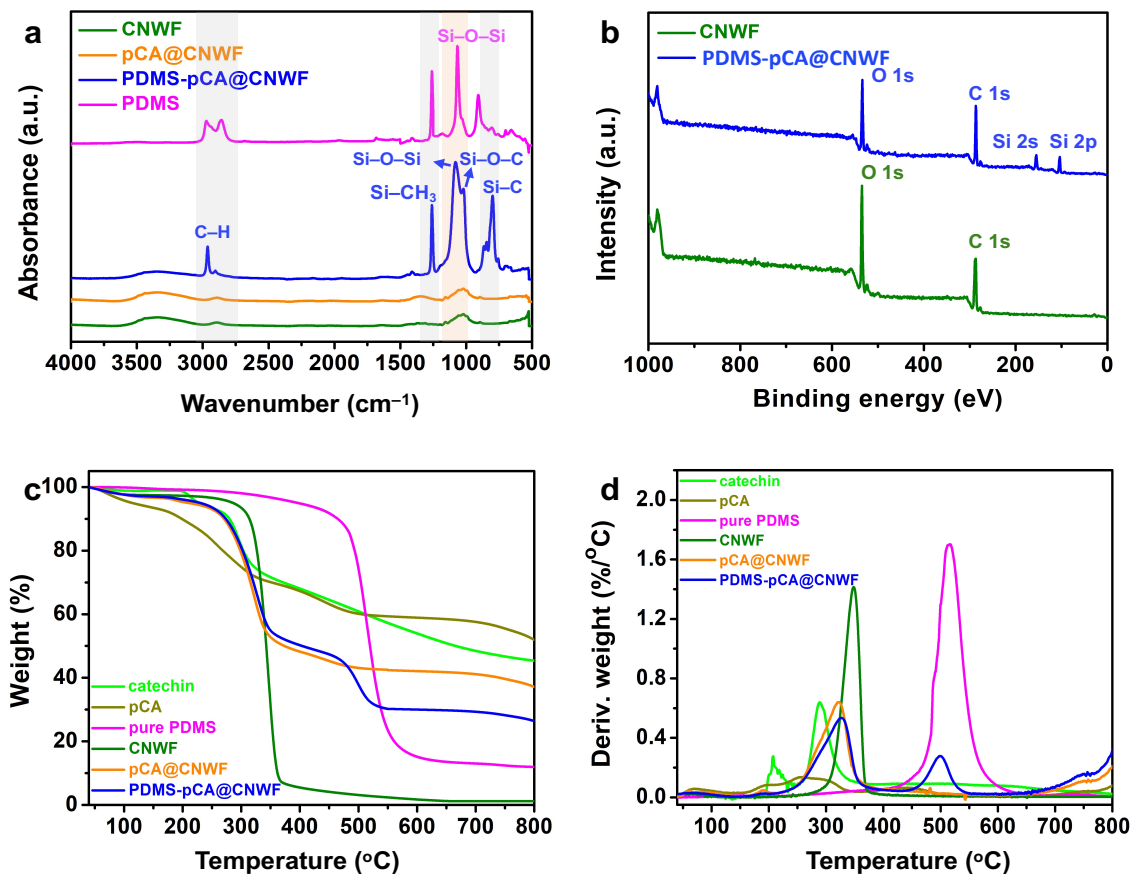 a
CNWF
pCA@CNWF
PDMS-pCA@CNWF
PDMS
Si–O–Si
Si–O–Si
Si–O–C
Si–CH3
Si–C
C–H
Absorbance (a.u.)
4000 3500 3000 2500 2000 1500 1000 500
Wavenumber (cm–1)
b
CNWF
PDMS-pCA@CNWF
O 1s
C 1s
Si 2s Si 2p
O 1s
C 1s
Intensity (a.u.)
1000 800 600 400 200 0
Binding energy (eV)
c
100
80
60
40
20
0
Weight (%)
catechin
pCA
pure PDMS
CNWF
pCA@CNWF
PDMS-pCA@CNWF
100 200 300 400 500 600 700 800
Temperature (oC)
d
catechin
pCA
pure PDMS
CNWF
pCA@CNWF
PDMS-pCA@CNWF
2.0
1.6
1.2
0.8
0.4
0.0
Deriv. weight (%/oC)
100 200 300 400 500 600 700 800
Temperature (oC)